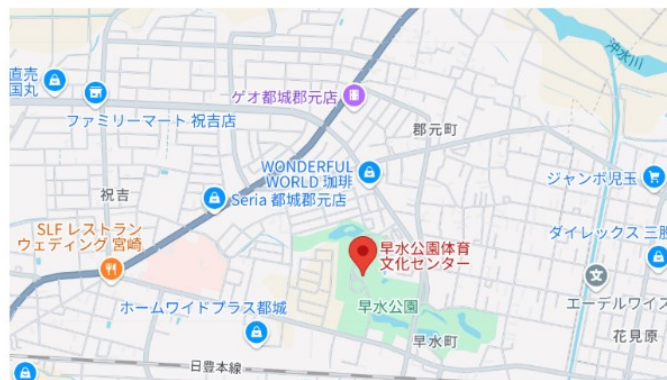 沖水川
直売
国丸
ファミリーマート 祝吉店
ゲオ都城郡元店
郡元町
WONDERFUL
WORLD 珈琲
ジャンボ児玉
祝吉
Seria 都城郡元店
SLF レストラン
ウェディング 宮崎
早水公園体育
文化センター
ダイレックス 三股
ホームワイドプラス都城
早水公園
エーデルワイス
早水町
花見原
日豊本線